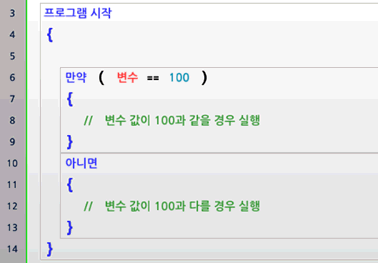 3 프로그램 시작
4 {
5
6 만약 ( 변수 == 100 )
7 {
8 // 변수 값이 100과 같을 경우 실행
9 }
10 아니면
11 {
12 // 변수 값이 100과 다를 경우 실행
13 }
14 }